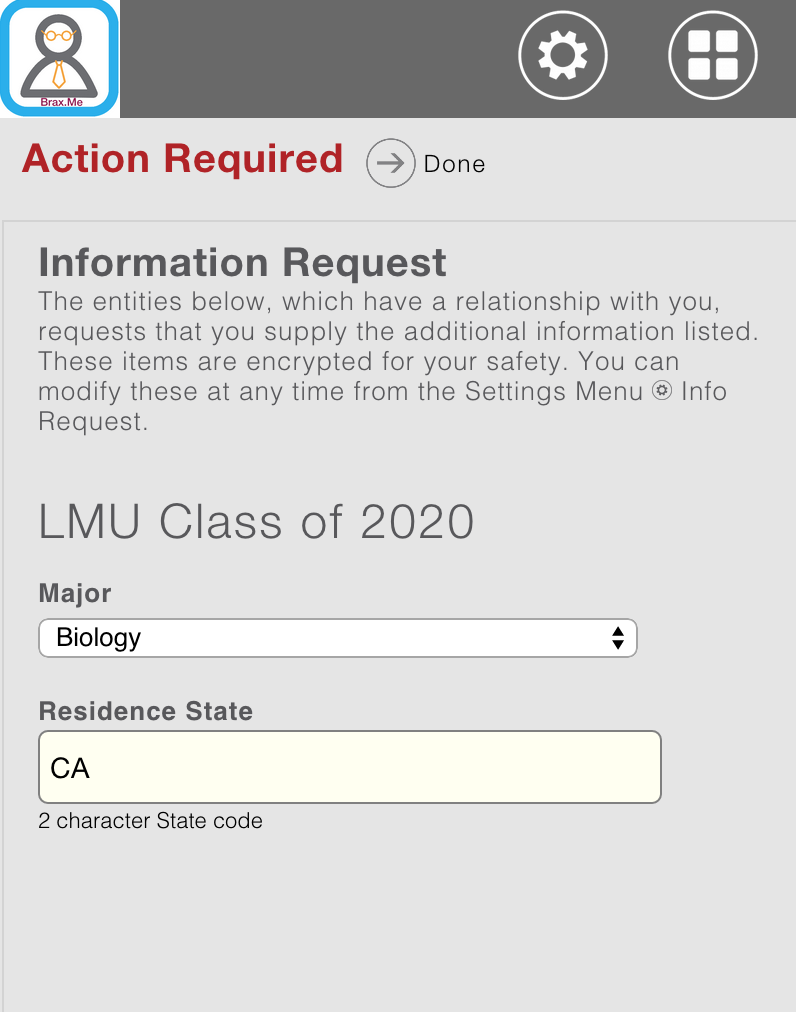 Brax.Me
Action Required Done
Information Request
The entities below, which have a relationship with you,
requests that you supply the additional information listed.
These items are encrypted for your safety. You can
modify these at any time from the Settings Menu Info
Request.
LMU Class of 2020
Major
Biology
Residence State
CA
2 character State code